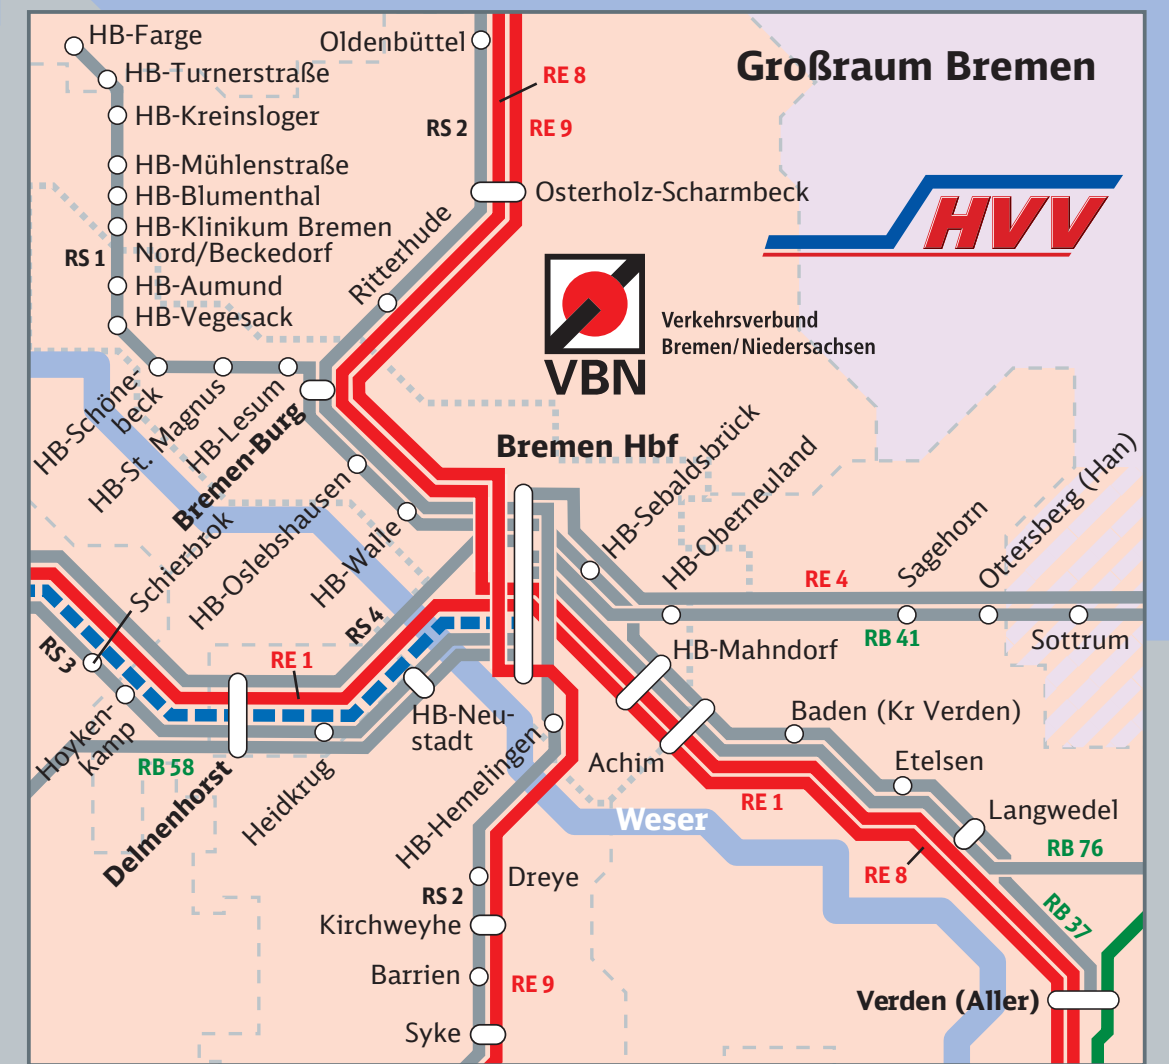 HB-Farge
Oldenbüttel
Großraum Bremen
HB-Turnerstraße
RE 8
HB-Kreinsloger
RS 2
RE 9
HB-Mühlenstraße
HB-Blumenthal
Osterholz-Scharmbeck
HB-Klinikum Bremen
Nord/Beckedorf
RS 1
HVV
Ritterhude
HB-Aumund
HB-Vegesack
Verkehrsverbund
Bremen/Niedersachsen
VBN
HB-Schöne-
beck
HB-St. Magnus
HB-Lesum
Bremen-Burg
Bremen Hbf
HB-Sebaldsbrück
HB-Oberneuland
Schierbrok
HB-Oslebshausen
HB-Walle
Sagehorn
Ottersberg (Han)
RE 4
RB 41
Sottrum
RS 3
RS 4
RE 1
HB-Mahndorf
Hoyken-
kamp
RB 58
Delmenhorst
Heidkrug
HB-Neu-
stadt
HB-Hemelingen
Achim
Baden (Kr Verden)
Etelsen
RE 1
Weser
Langwedel
RB 76
RE 8
RB 37
RS 2
Dreye
Kirchweyhe
Barrien
RE 9
Verden (Aller)
Syke